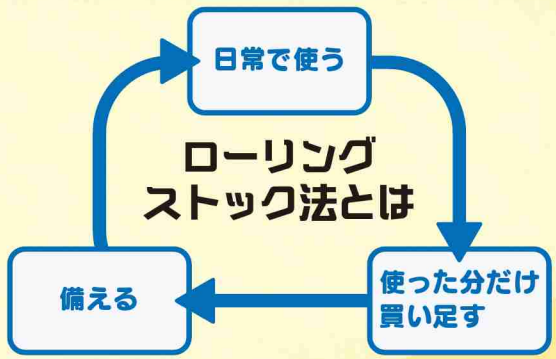 日常で使う
ローリング
ストック法とは
備える
使った分だけ
買い足す